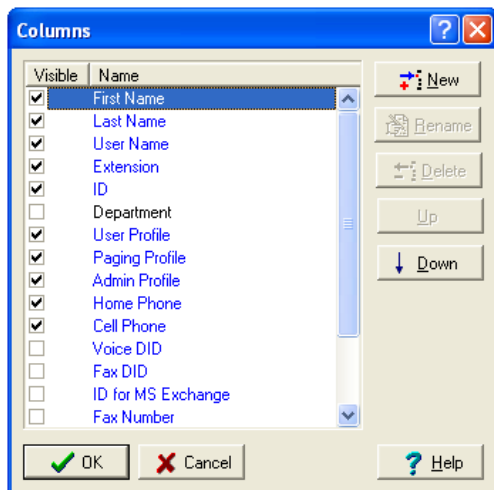 Columns
Visible Name
First Name
Last Name
User Name
Extension
ID
Department
User Profile
Paging Profile
Admin Profile
Home Phone
Cell Phone
Voice DID
Fax DID
ID for MS Exchange
Fax Number
New
Rename
Delete
Up
Down
OK
Cancel
Help